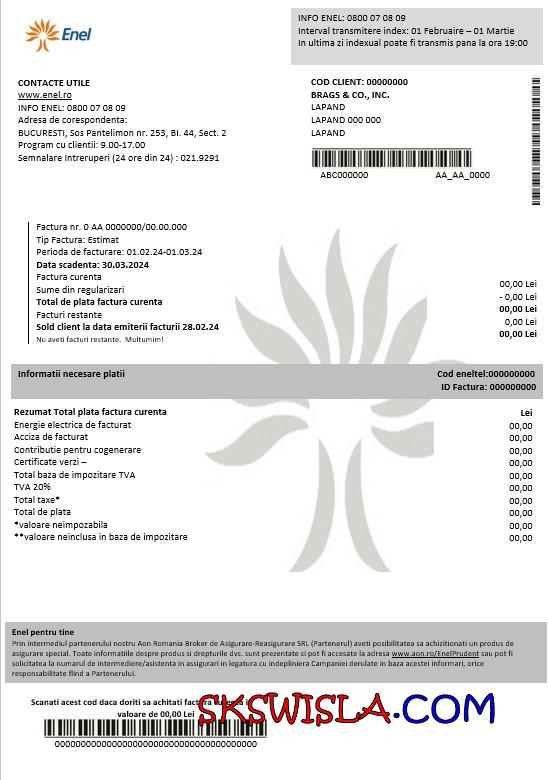 Enel
INFO ENEL: 0800 07 08 09
Interval transmitere index: 01 Februaire – 01 Martie
In ultima zi indexual poate fi transmis pana la ora 19:00
CONTACTE UTILE
www.enel.ro
INFO ENEL: 0800 07 08 09
Adresa de corespondenta:
BUCURESTI, Sos Pantelimon nr. 253, BI. 44, Sect. 2
Program cu clientii: 9.00-17.00
Semnalare Intreruperi (24 ore din 24) : 021.9291
COD CLIENT: 00000000
BRAGS & CO., INC.
LAPAND
LAPAND 000 000
LAPAND
ABC000000 AA_AA_0000
Factura nr. 0 AA 0000000/00.00.000
Tip Factura: Estimat
Perioda de facturare: 01.02.24-01.03.24
Data scadenta: 30.03.2024
Factura curenta 00,00 Lei
Sume din regularizari - 0,00 Lei
Total de plata factura curenta 00,00 Lei
Facturi restante 0,00 Lei
Sold client la data emiterii facturii 28.02.24 00,00 Lei
Nu aveti facturi restante. Multumim!
Informatii necesare platii Cod eneltel:000000000
ID Factura: 000000000
Rezumat Total plata factura curenta Lei
Energie electrica de facturat 00,00
Acciza de facturat 00,00
Contributie pentru cogenerare 00,00
Certificate verzi – 00,00
Total baza de impozitare TVA 00,00
TVA 20% 00,00
Total taxe* 00,00
Total de plata 00,00
*valoare neimpozabila 00,00
**valoare neinclusa in baza de impozitare 00,00
Enel pentru tine
Prin intermediul partenerului nostru Aon Romania Broker de Asigurare-Reasigurare SRL (Partenerul) aveti posibilitatea sa achizitionati un produs de
asigurare special. Toate informatiile despre produs si drepturile dvs. sunt prezentate si pot fi accesate la adresa www.aon.ro/EnelPrudent sau pot fi
solicitate la numarul de intermediere/asistenta in asigurari in legatura cu indeplinirea Campaniei derulate in baza acestei informari, orice
responsabilitate fiind a Partenerului.
Scanati acest cod daca doriti sa achitati factura
valoare de 00,00 Lei
SKSWISLA.COM